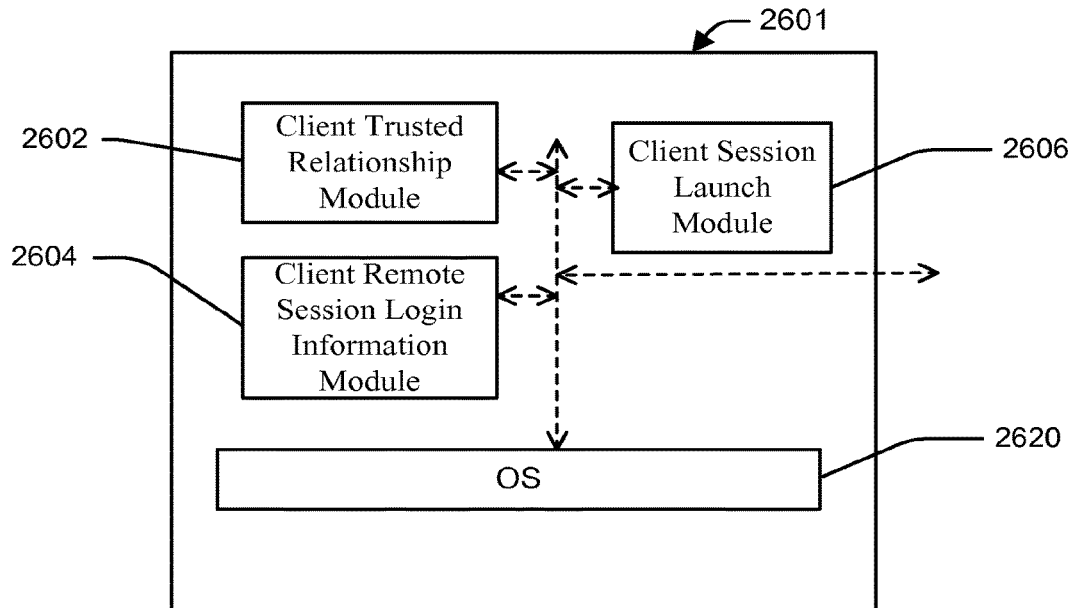 2601
2602
Client Trusted
Relationship
Module
Client Session
Launch
Module
2606
2604
Client Remote
Session Login
Information
Module
2620
OS